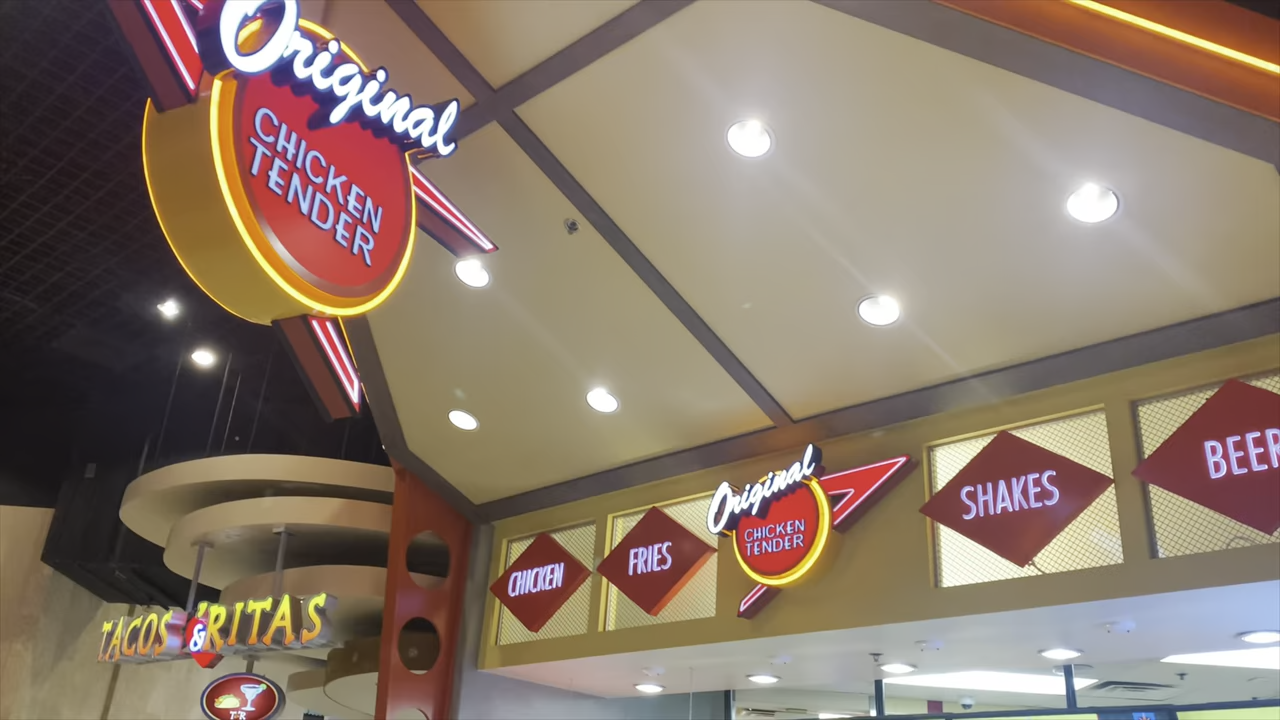 Original
CHICKEN
TENDER
Original
CHICKEN
TENDER
CHICKEN
FRIES
SHAKES
BEER
TACOS & 'RITAS
T&R